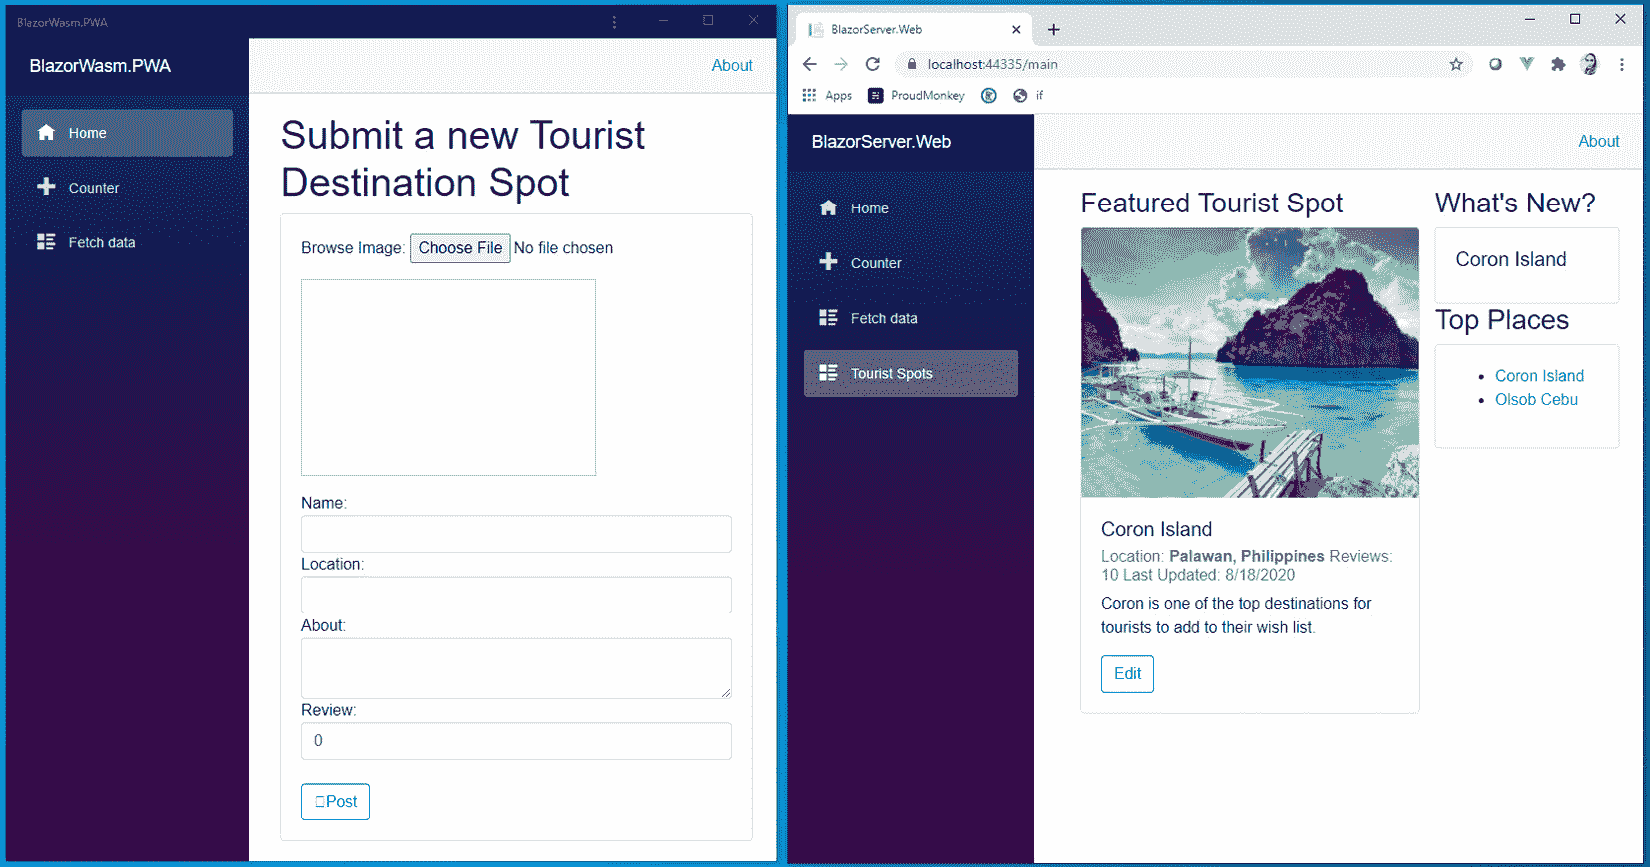 BlazorWasm.PWA
BlazorWasm.PWA
About
Home
Counter
Fetch data
Submit a new Tourist
Destination Spot
Browse Image: Choose File No file chosen
Name:
Location:
About:
Review:
0
Post
BlazorServer.Web
localhost:44335/main
Apps
ProudMonkey
if
BlazorServer.Web
About
Home
Counter
Fetch data
Tourist Spots
Featured Tourist Spot
Coron Island
Location: Palawan, Philippines Reviews:
10 Last Updated: 8/18/2020
Coron is one of the top destinations for
tourists to add to their wish list.
Edit
What's New?
Coron Island
Top Places
Coron Island
Olsob Cebu